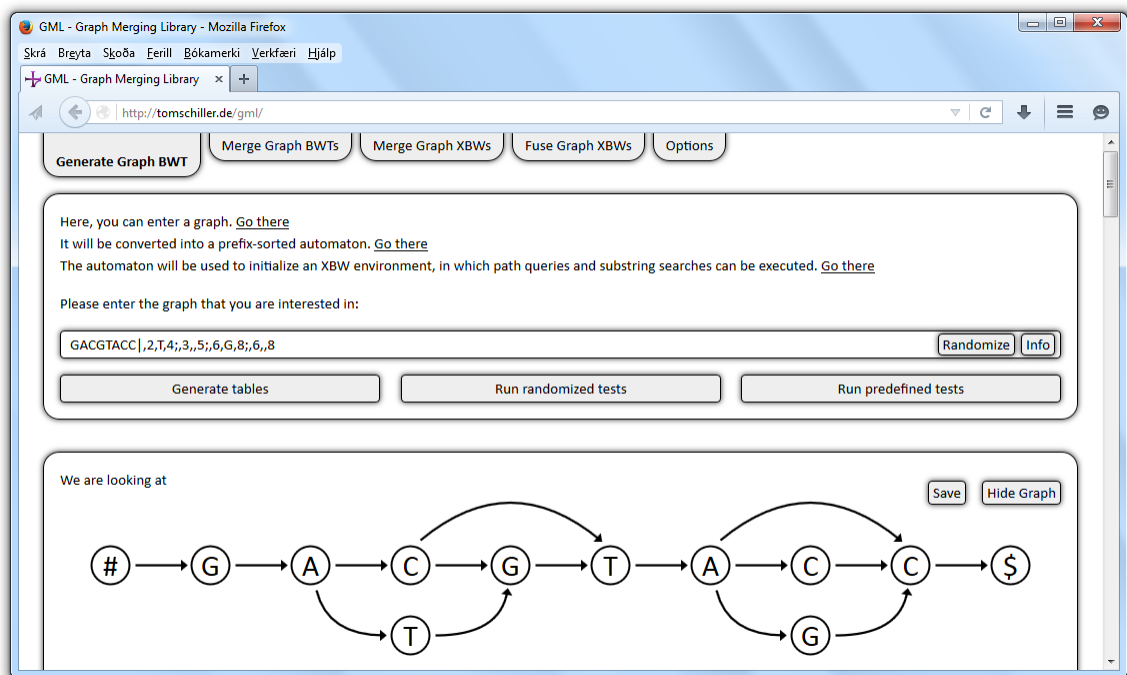 GML - Graph Merging Library - Mozilla Firefox
Skrá Breyta Skoða Ferill Bókamerki Verkfæri Hjálp
GML - Graph Merging Library × +
http://tomschiller.de/gml/
Generate Graph BWT Merge Graph BWTs Merge Graph XBWs Fuse Graph XBWs Options
Here, you can enter a graph. Go there
It will be converted into a prefix-sorted automaton. Go there
The automaton will be used to initialize an XBW environment, in which path queries and substring searches can be executed. Go there
Please enter the graph that you are interested in:
GACGTACC|,2,T,4;,3,,5;,6,G,8;,6,,8 Randomize Info
Generate tables Run randomized tests Run predefined tests
We are looking at Save Hide Graph
# G A C G T A C C $
T G